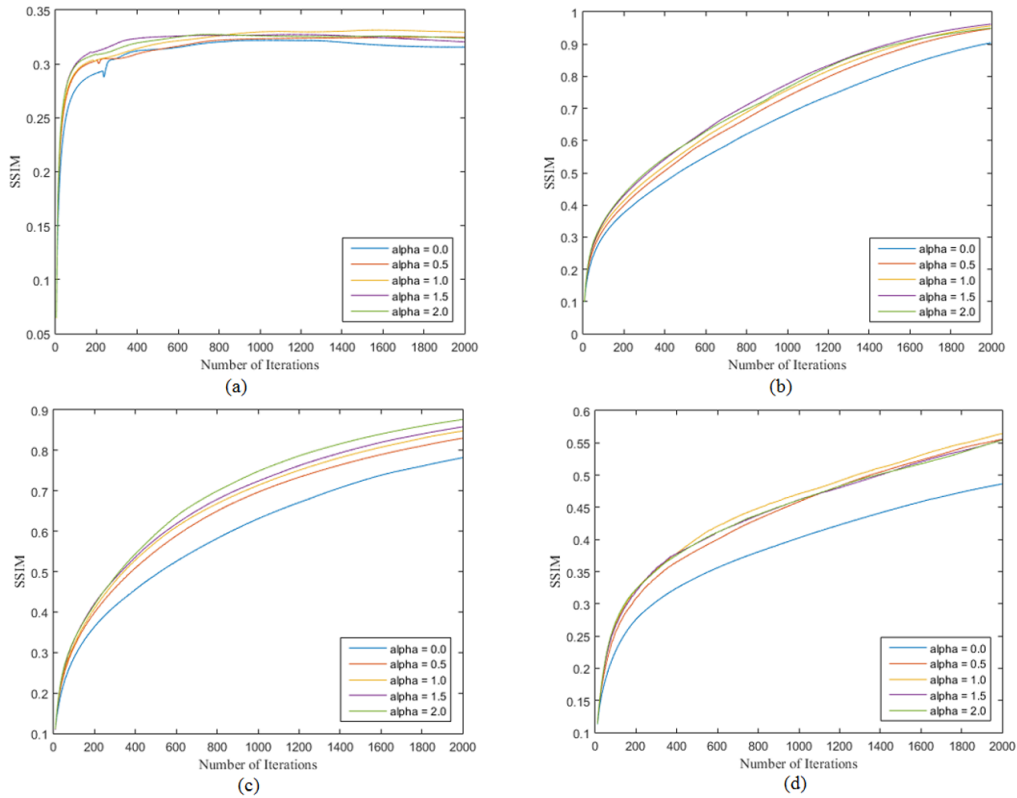 0.35
0.3
0.25
0.2
0.15
0.1
0.05
SSIM
0 200 400 600 800 1000 1200 1400 1600 1800 2000
Number of Iterations
alpha = 0.0
alpha = 0.5
alpha = 1.0
alpha = 1.5
alpha = 2.0
(a)
1
0.9
0.8
0.7
0.6
0.5
0.4
0.3
0.2
0.1
0
SSIM
0 200 400 600 800 1000 1200 1400 1600 1800 2000
Number of Iterations
alpha = 0.0
alpha = 0.5
alpha = 1.0
alpha = 1.5
alpha = 2.0
(b)
0.9
0.8
0.7
0.6
0.5
0.4
0.3
0.2
0.1
SSIM
0 200 400 600 800 1000 1200 1400 1600 1800 2000
Number of Iterations
alpha = 0.0
alpha = 0.5
alpha = 1.0
alpha = 1.5
alpha = 2.0
(c)
0.6
0.55
0.5
0.45
0.4
0.35
0.3
0.25
0.2
0.15
0.1
SSIM
0 200 400 600 800 1000 1200 1400 1600 1800 2000
Number of Iterations
alpha = 0.0
alpha = 0.5
alpha = 1.0
alpha = 1.5
alpha = 2.0
(d)